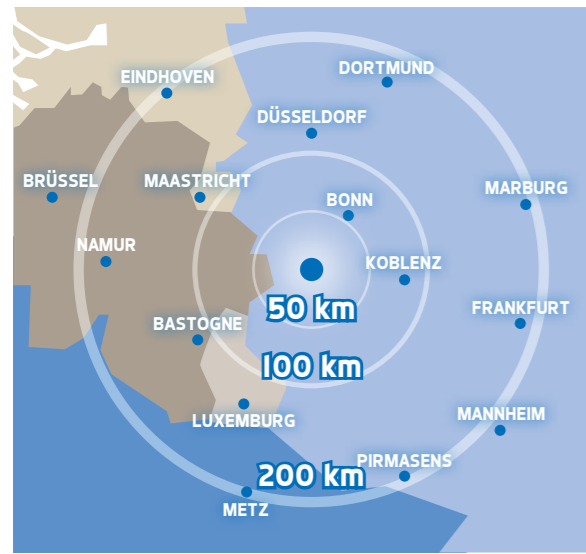 DORTMUND
EINDHOVEN
DÜSSELDORF
BRÜSSEL
MAASTRICHT
MARBURG
BONN
NAMUR
KOBLENZ
50 km
FRANKFURT
BASTOGNE
100 km
MANNHEIM
LUXEMBURG
PIRMASENS
200 km
METZ